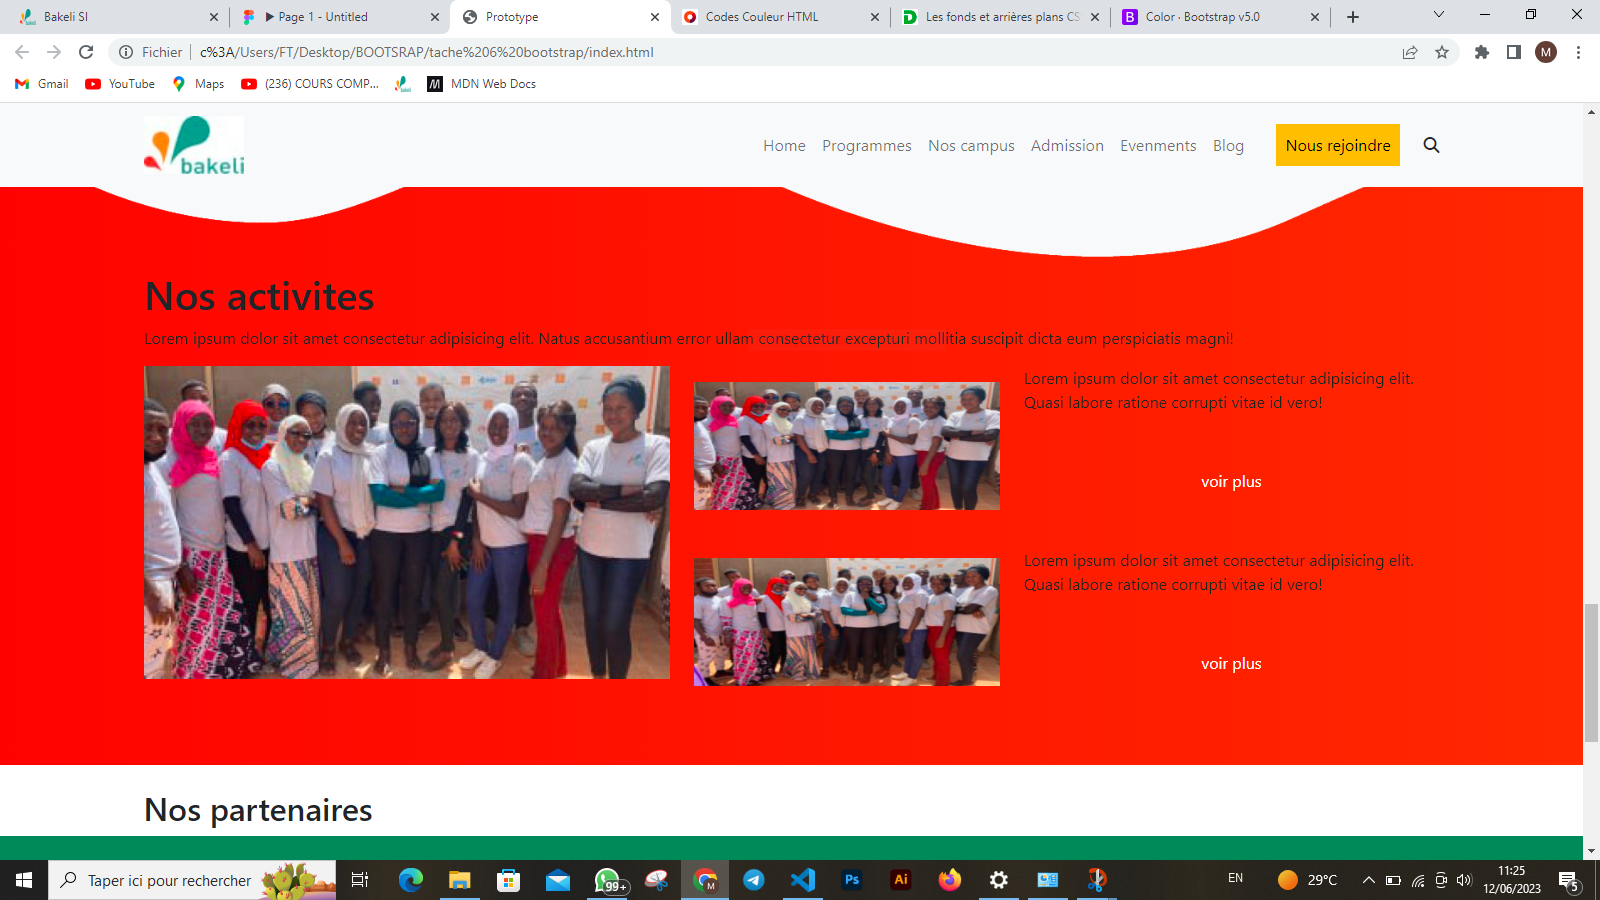 Bakeli SI
▶ Page 1 - Untitled
Prototype
Codes Couleur HTML
Les fonds et arrières plans CS
Color · Bootstrap v5.0
Fichier
c%3A/Users/FT/Desktop/BOOTSRAP/tache%206%20bootstrap/index.html
M
Gmail
YouTube
Maps
(236) COURS COMP...
MDN Web Docs
bakeli
Home
Programmes
Nos campus
Admission
Evenments
Blog
Nous rejoindre
Nos activites
Lorem ipsum dolor sit amet consectetur adipisicing elit. Natus accusantium error ullam consectetur excepturi mollitia suscipit dicta eum perspiciatis magni!
Lorem ipsum dolor sit amet consectetur adipisicing elit.
Quasi labore ratione corrupti vitae id vero!
voir plus
Lorem ipsum dolor sit amet consectetur adipisicing elit.
Quasi labore ratione corrupti vitae id vero!
voir plus
Nos partenaires
Taper ici pour rechercher
99+
M
Ps
Ai
EN
29°C
11:25
12/06/2023
5